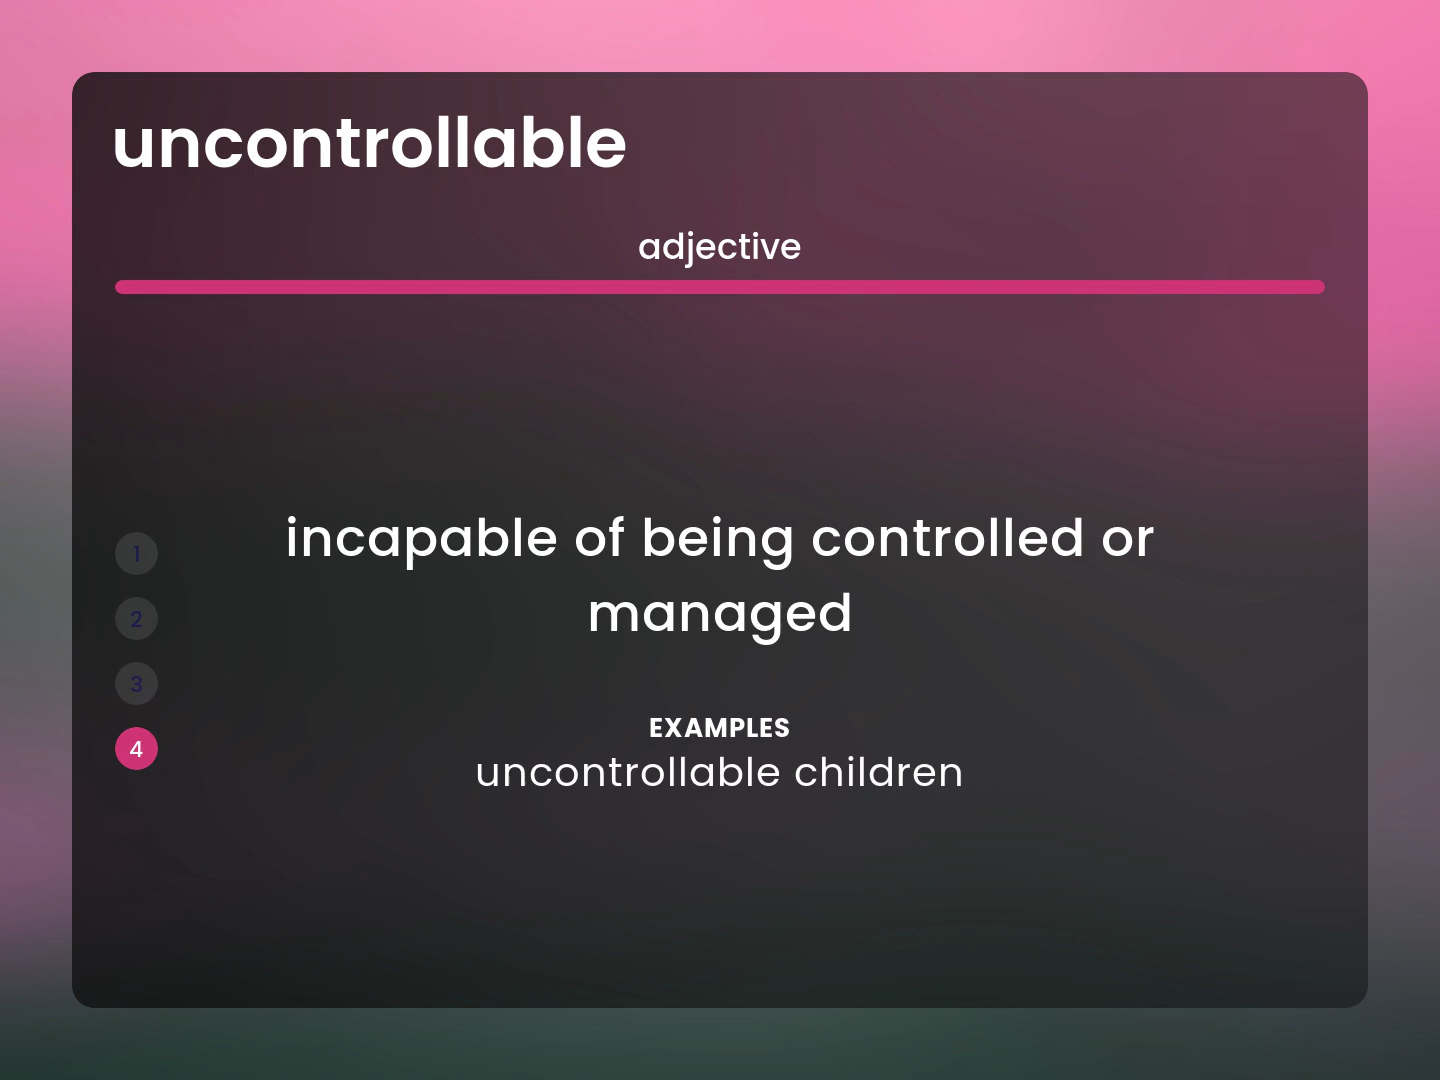 uncontrollable
adjective
incapable of being controlled or
managed
1
2
3
4
EXAMPLES
uncontrollable children